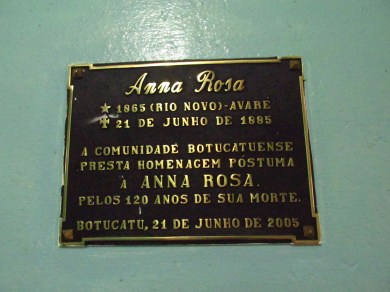 Anna Rosa
★ 1865 (RIO NOVO)-AVARÉ
✝ 21 DE JUNHO DE 1885
A COMUNIDADE BOTUCATUENSE
PRESTA HOMENAGEM PÓSTUMA
À ANNA ROSA.
PELOS 120 ANOS DE SUA MORTE.
BOTUCATU, 21 DE JUNHO DE 2005